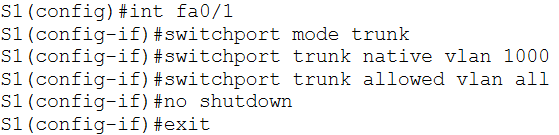 S1(config)#int fa0/1
S1(config-if)#switchport mode trunk
S1(config-if)#switchport trunk native vlan 1000
S1(config-if)#switchport trunk allowed vlan all
S1(config-if)#no shutdown
S1(config-if)#exit